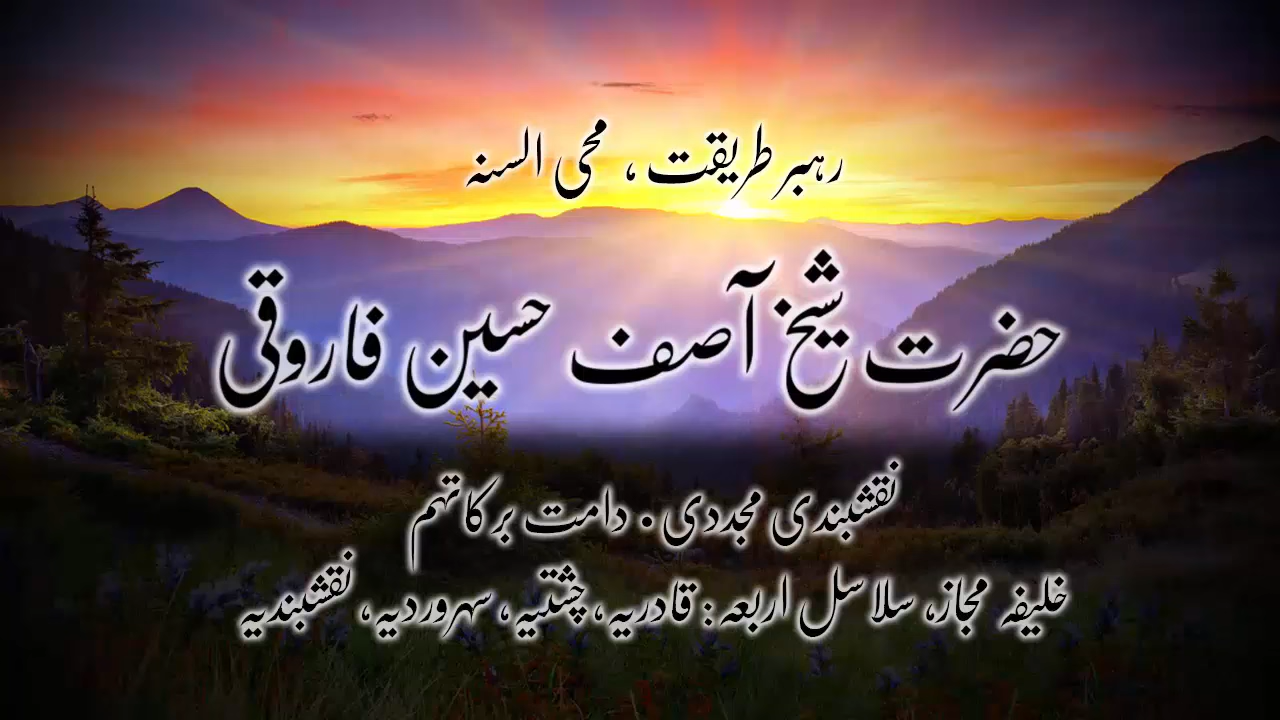 رہبر طریقت ، محی السنہ
حضرت شیخ آصف حسین فاروقی
نقشبندی مجددی ۔ دامت برکاتہم
خلیفہ مجاز، سلاسل اربعہ : قادریہ، چشتیہ، سہروردیہ، نقشبندیہ